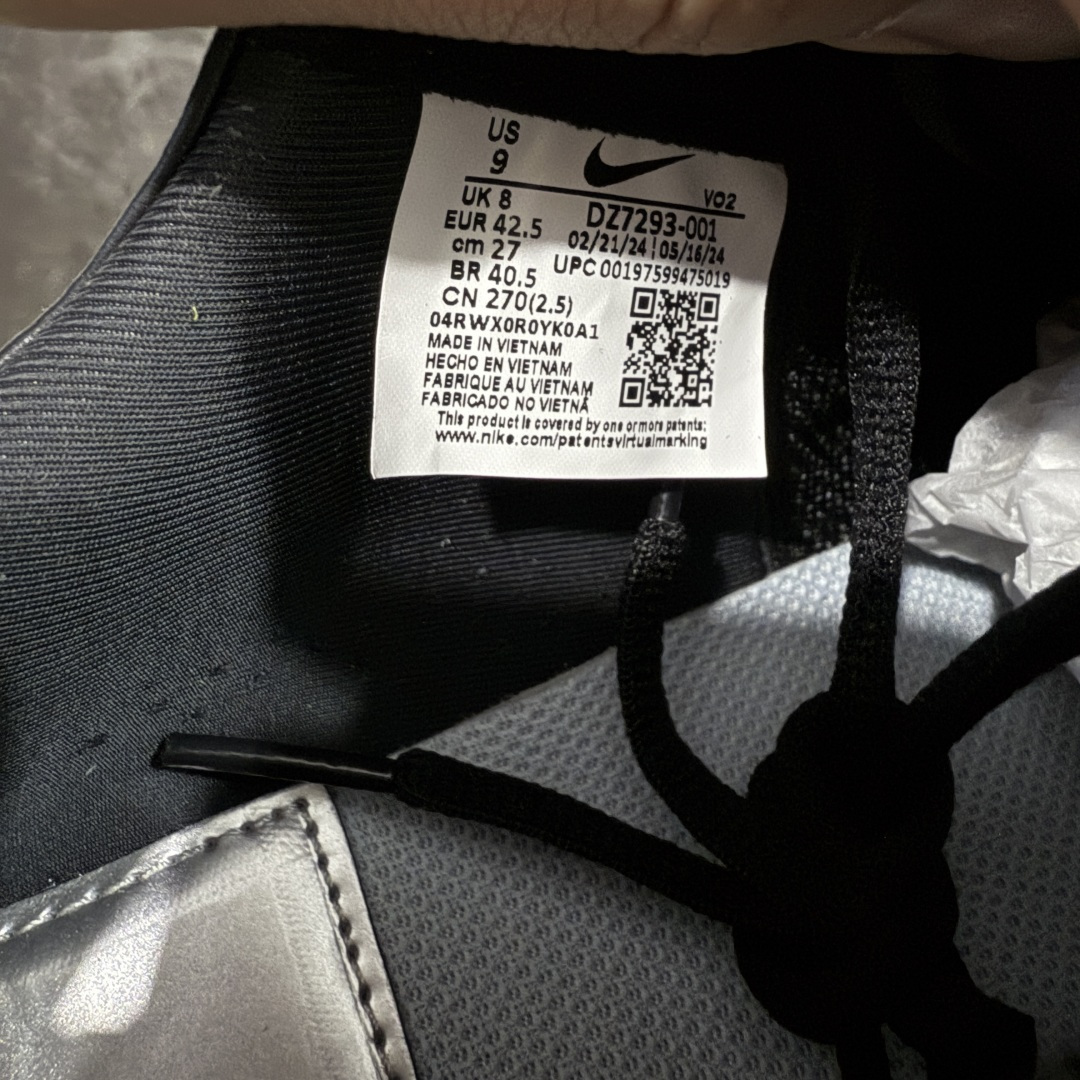 US
9
VO2
UK 8
DZ7293-001
EUR 42.5
02/21/24 | 05/16/24
cm 27
UPC 00197599475019
BR 40.5
CN 270(2.5)
04RWX0R0YK0A1
MADE IN VIETNAM
HECHO EN VIETNAM
FABRIQUE AU VIETNAM
FABRICADO NO VIETNÃ
This product is covered by one or more patents:
www.nike.com/patentsvirtualmarking